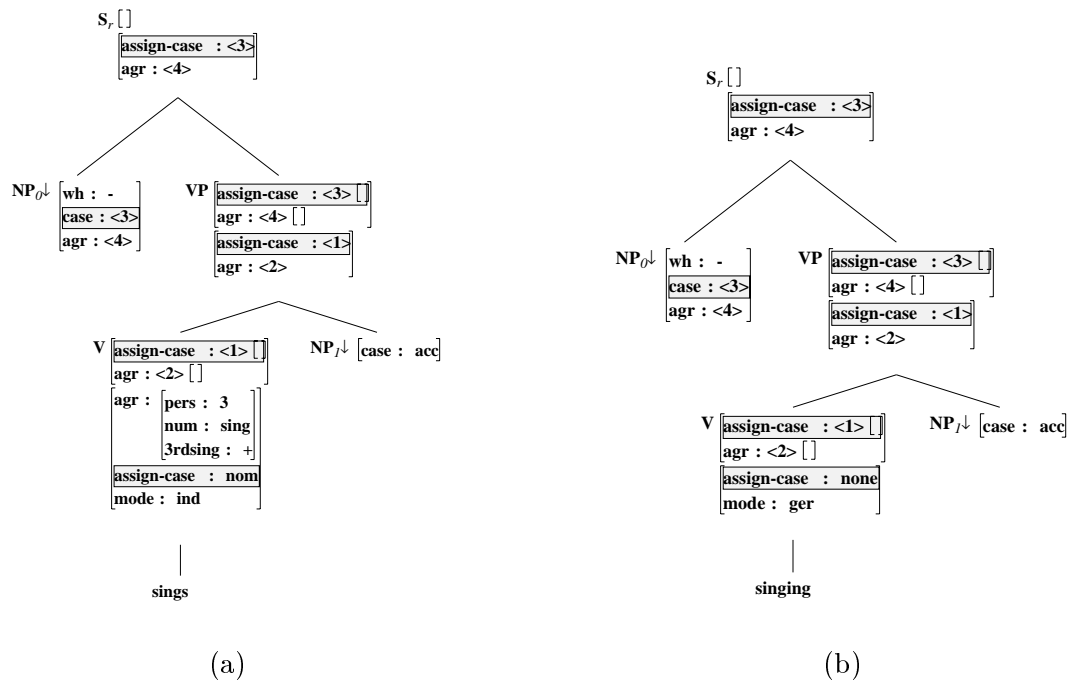 S_r []
assign-case : <3>
agr : <4>
NP_0↓ wh : -
case : <3>
agr : <4>
VP assign-case : <3> []
agr : <4> []
assign-case : <1>
agr : <2>
V assign-case : <1> []
agr : <2> []
agr : pers : 3
num : sing
3rdsing : +
assign-case : nom
mode : ind
NP_1↓ [case : acc]
sings
(a)
S_r []
assign-case : <3>
agr : <4>
NP_0↓ wh : -
case : <3>
agr : <4>
VP assign-case : <3> []
agr : <4> []
assign-case : <1>
agr : <2>
V assign-case : <1> []
agr : <2> []
assign-case : none
mode : ger
NP_1↓ [case : acc]
singing
(b)